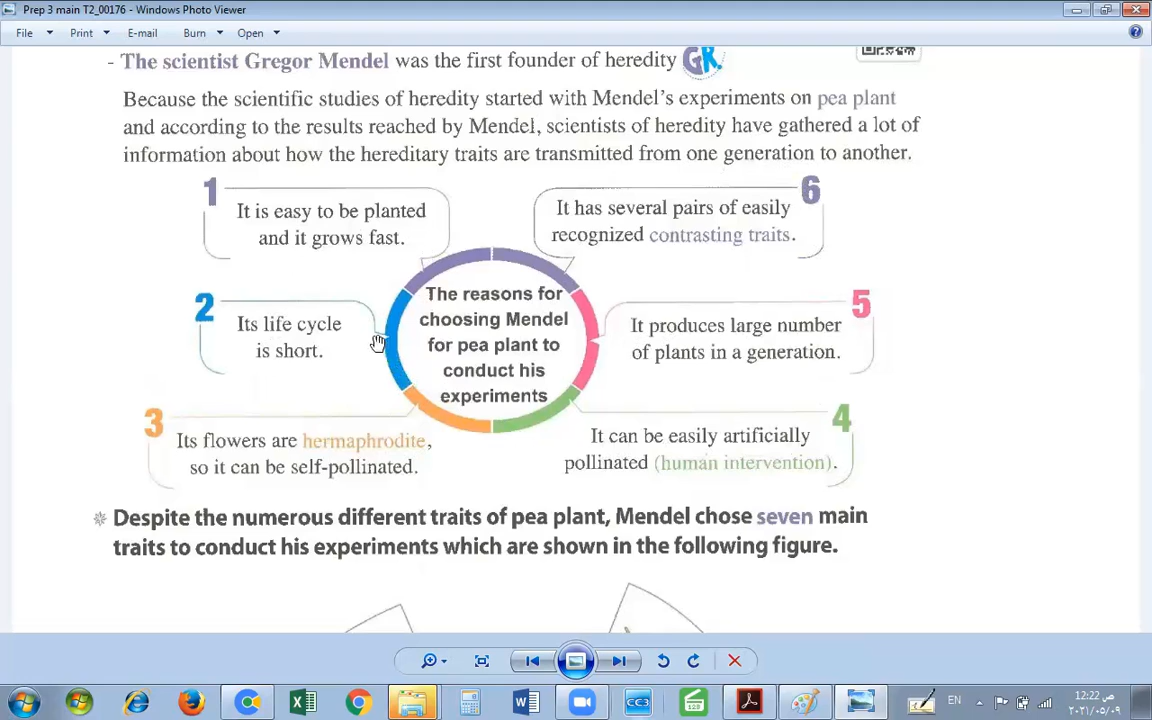 Prep 3 main T2_00176 - Windows Photo Viewer
File Print E-mail Burn Open
- The scientist Gregor Mendel was the first founder of heredity G.R.
Because the scientific studies of heredity started with Mendel's experiments on pea plant
and according to the results reached by Mendel, scientists of heredity have gathered a lot of
information about how the hereditary traits are transmitted from one generation to another.
1
It is easy to be planted
and it grows fast.
2
Its life cycle
is short.
3
Its flowers are hermaphrodite,
so it can be self-pollinated.
The reasons for
choosing Mendel
for pea plant to
conduct his
experiments
6
It has several pairs of easily
recognized contrasting traits.
5
It produces large number
of plants in a generation.
4
It can be easily artificially
pollinated (human intervention).
Despite the numerous different traits of pea plant, Mendel chose seven main
traits to conduct his experiments which are shown in the following figure.
CC3
123
EN
12:22 ص
٢٠٢١/٠٥/٠٩